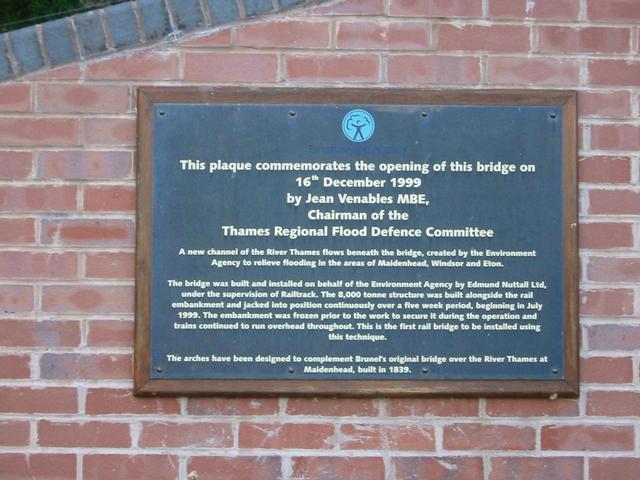 Environment Agency
This plaque commemorates the opening of this bridge on
16th December 1999
by Jean Venables MBE,
Chairman of the
Thames Regional Flood Defence Committee
A new channel of the River Thames flows beneath the bridge, created by the Environment
Agency to relieve flooding in the areas of Maidenhead, Windsor and Eton.
The bridge was built and installed on behalf of the Environment Agency by Edmund Nuttall Ltd,
under the supervision of Railtrack. The 8,000 tonne structure was built alongside the rail
embankment and jacked into position continuously over a five week period, beginning in July
1999. The embankment was frozen prior to the work to secure it during the operation and
trains continued to run overhead throughout. This is the first rail bridge to be installed using
this technique.
The arches have been designed to complement Brunel's original bridge over the River Thames at
Maidenhead, built in 1839.